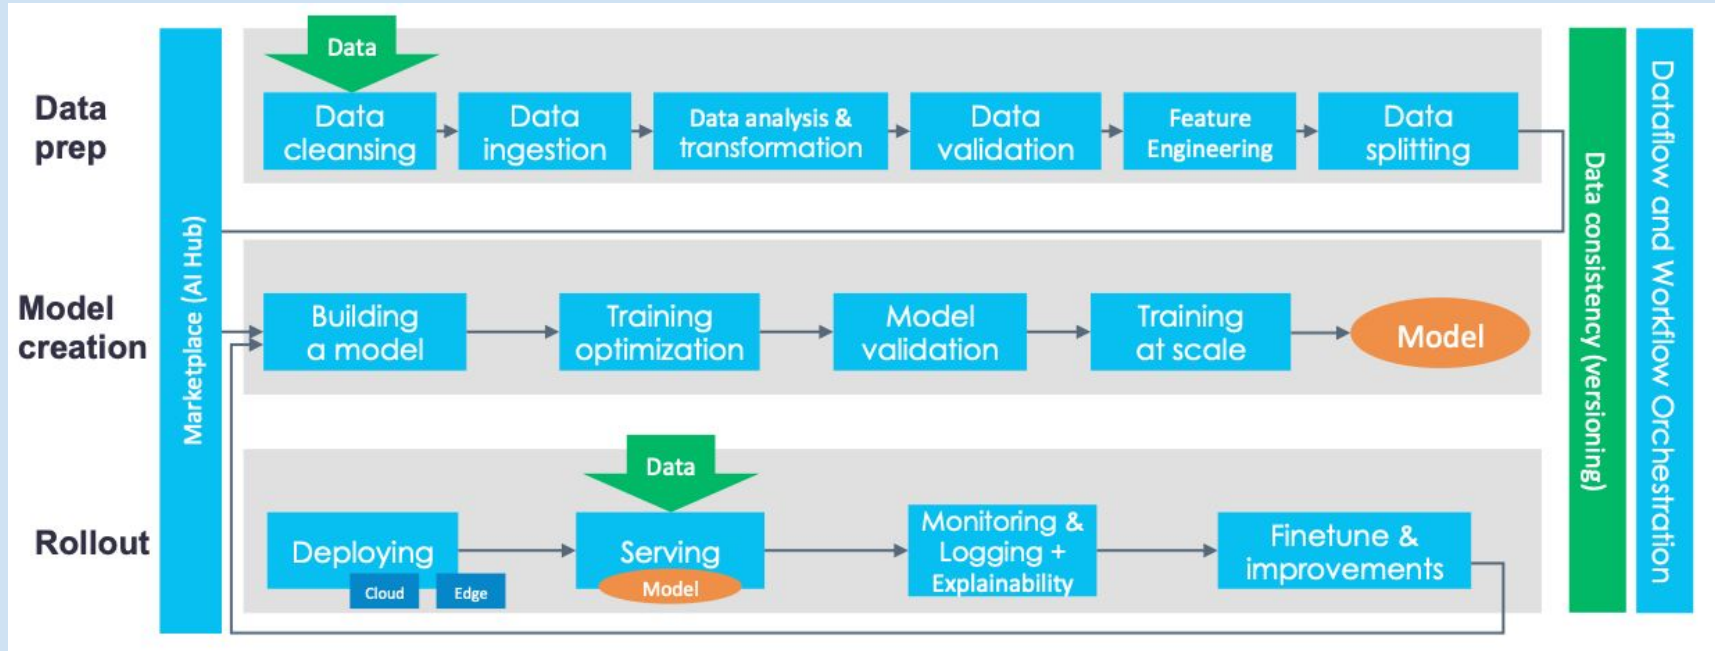 Data
prep
Data
Data
cleansing
Data
ingestion
Data analysis &
transformation
Data
validation
Feature
Engineering
Data
splitting
Marketplace (AI Hub)
Model
creation
Building
a model
Training
optimization
Model
validation
Training
at scale
Model
Rollout
Deploying
Cloud
Edge
Data
Serving
Model
Monitoring &
Logging +
Explainability
Finetune &
improvements
Data consistency (versioning)
Dataflow and Workflow Orchestration